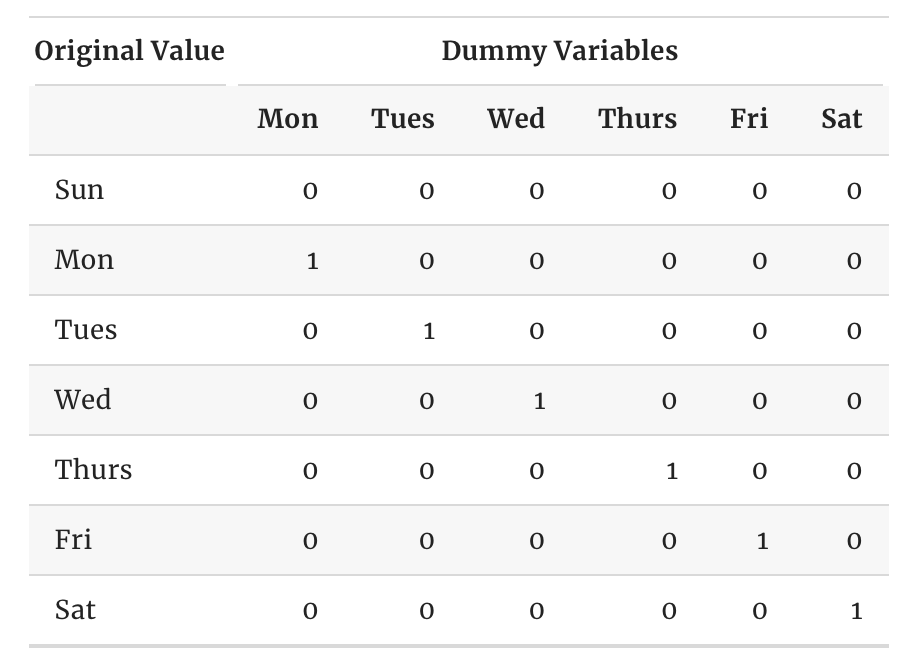 Original Value Dummy Variables
Mon Tues Wed Thurs Fri Sat
Sun 0 0 0 0 0 0
Mon 1 0 0 0 0 0
Tues 0 1 0 0 0 0
Wed 0 0 1 0 0 0
Thurs 0 0 0 1 0 0
Fri 0 0 0 0 1 0
Sat 0 0 0 0 0 1